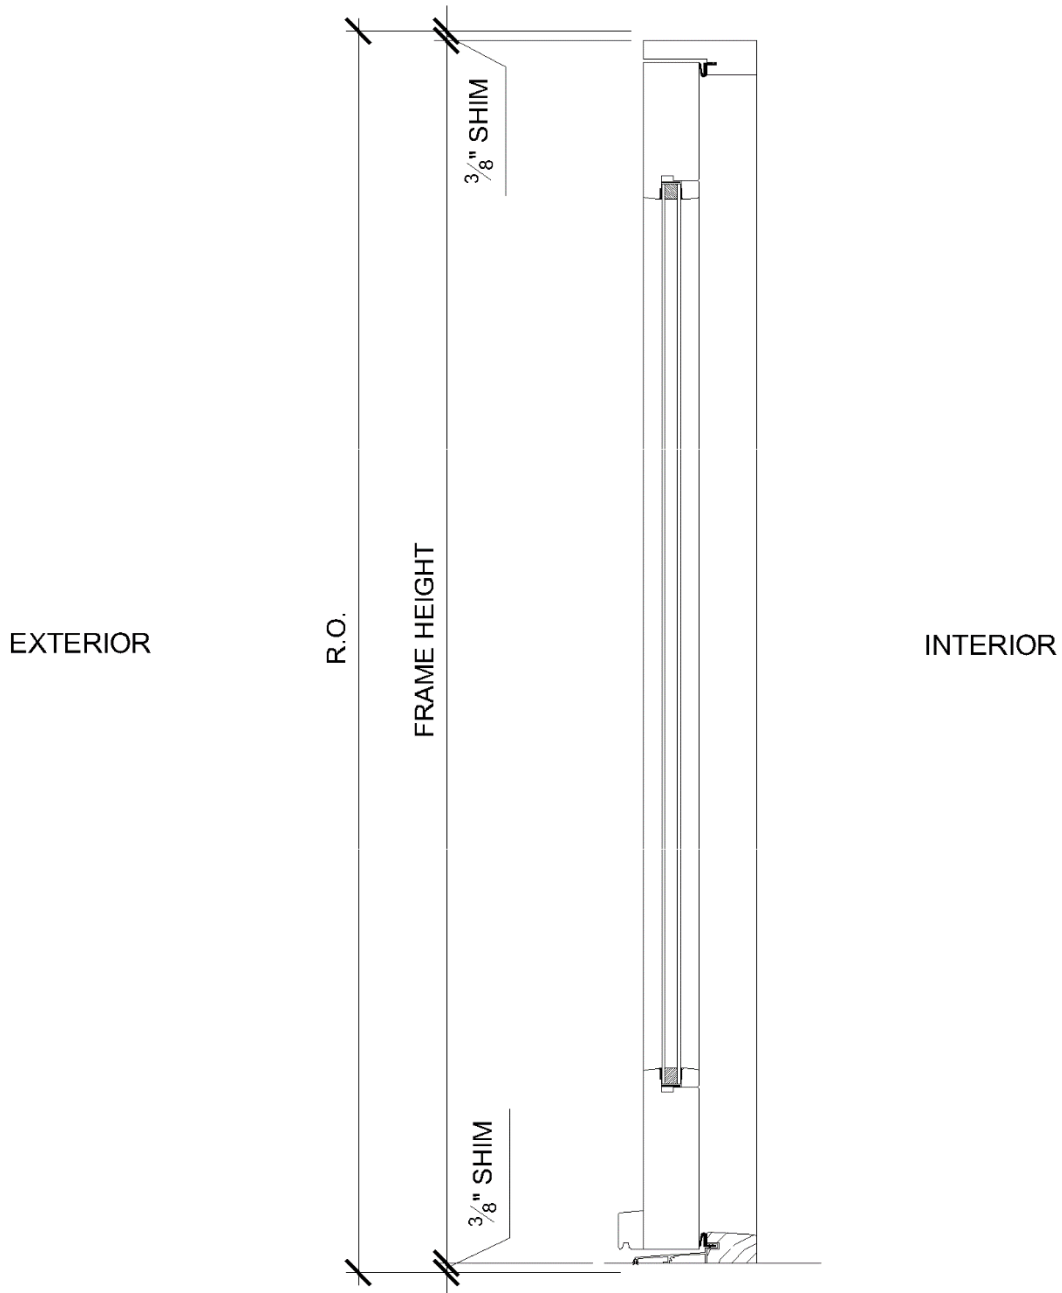 3/8" SHIM
EXTERIOR
R.O.
FRAME HEIGHT
INTERIOR
3/8" SHIM